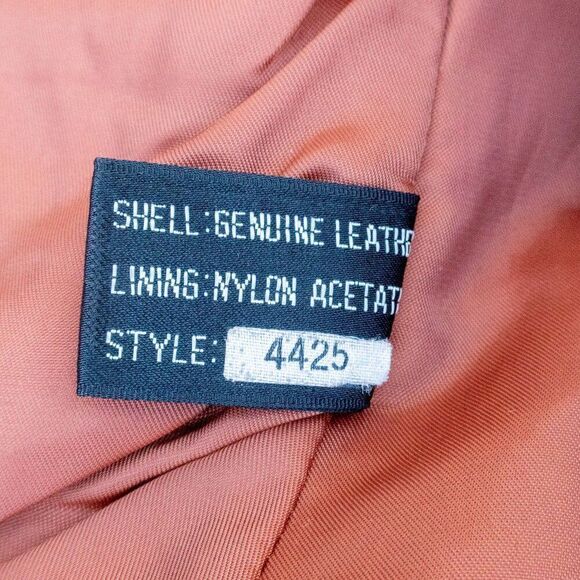 SHELL:GENUINE LEATHE
LINING:NYLON ACETAT
STYLE: 4425